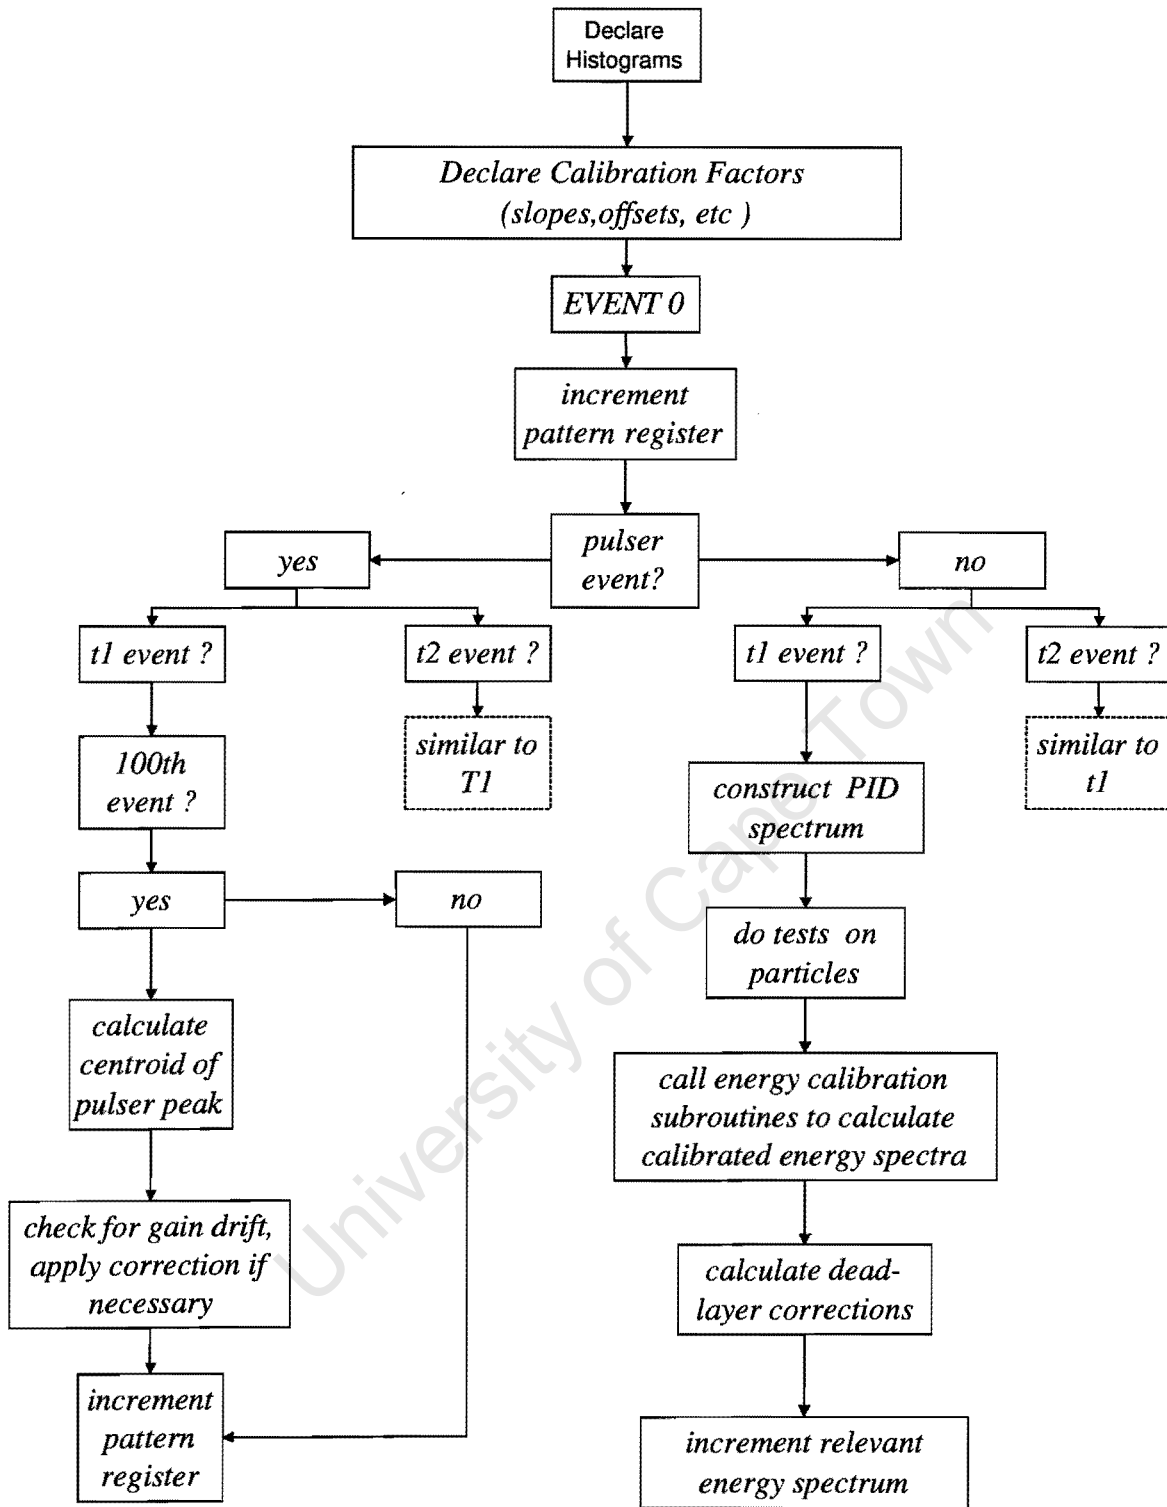 Declare
Histograms
Declare Calibration Factors
(slopes,offsets, etc )
EVENT 0
increment
pattern register
pulser
event?
yes
no
t1 event ?
t2 event ?
t1 event ?
t2 event ?
100th
event ?
similar to
T1
construct PID
spectrum
similar to
t1
yes
no
do tests on
particles
calculate
centroid of
pulser peak
call energy calibration
subroutines to calculate
calibrated energy spectra
check for gain drift,
apply correction if
necessary
calculate dead-
layer corrections
increment
pattern
register
increment relevant
energy spectrum
University of Cape Town